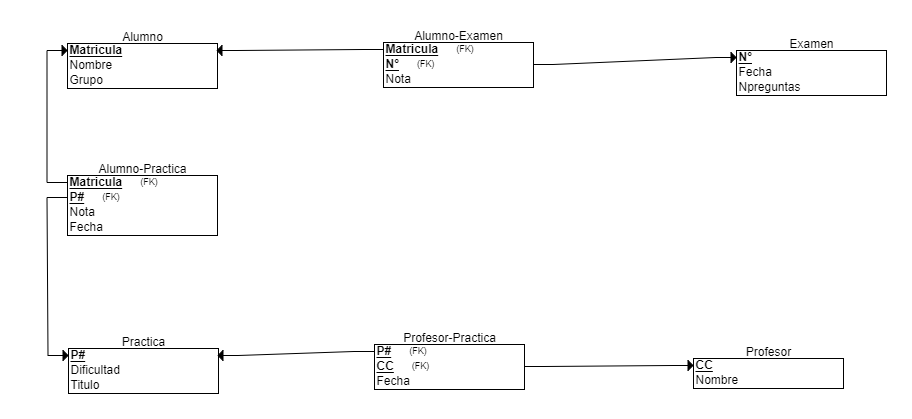 Alumno
Matricula
Nombre
Grupo
Alumno-Examen
Matricula (FK)
N° (FK)
Nota
Examen
N°
Fecha
Npreguntas
Alumno-Practica
Matricula (FK)
P# (FK)
Nota
Fecha
Practica
P#
Dificultad
Titulo
Profesor-Practica
P# (FK)
CC (FK)
Fecha
Profesor
CC
Nombre